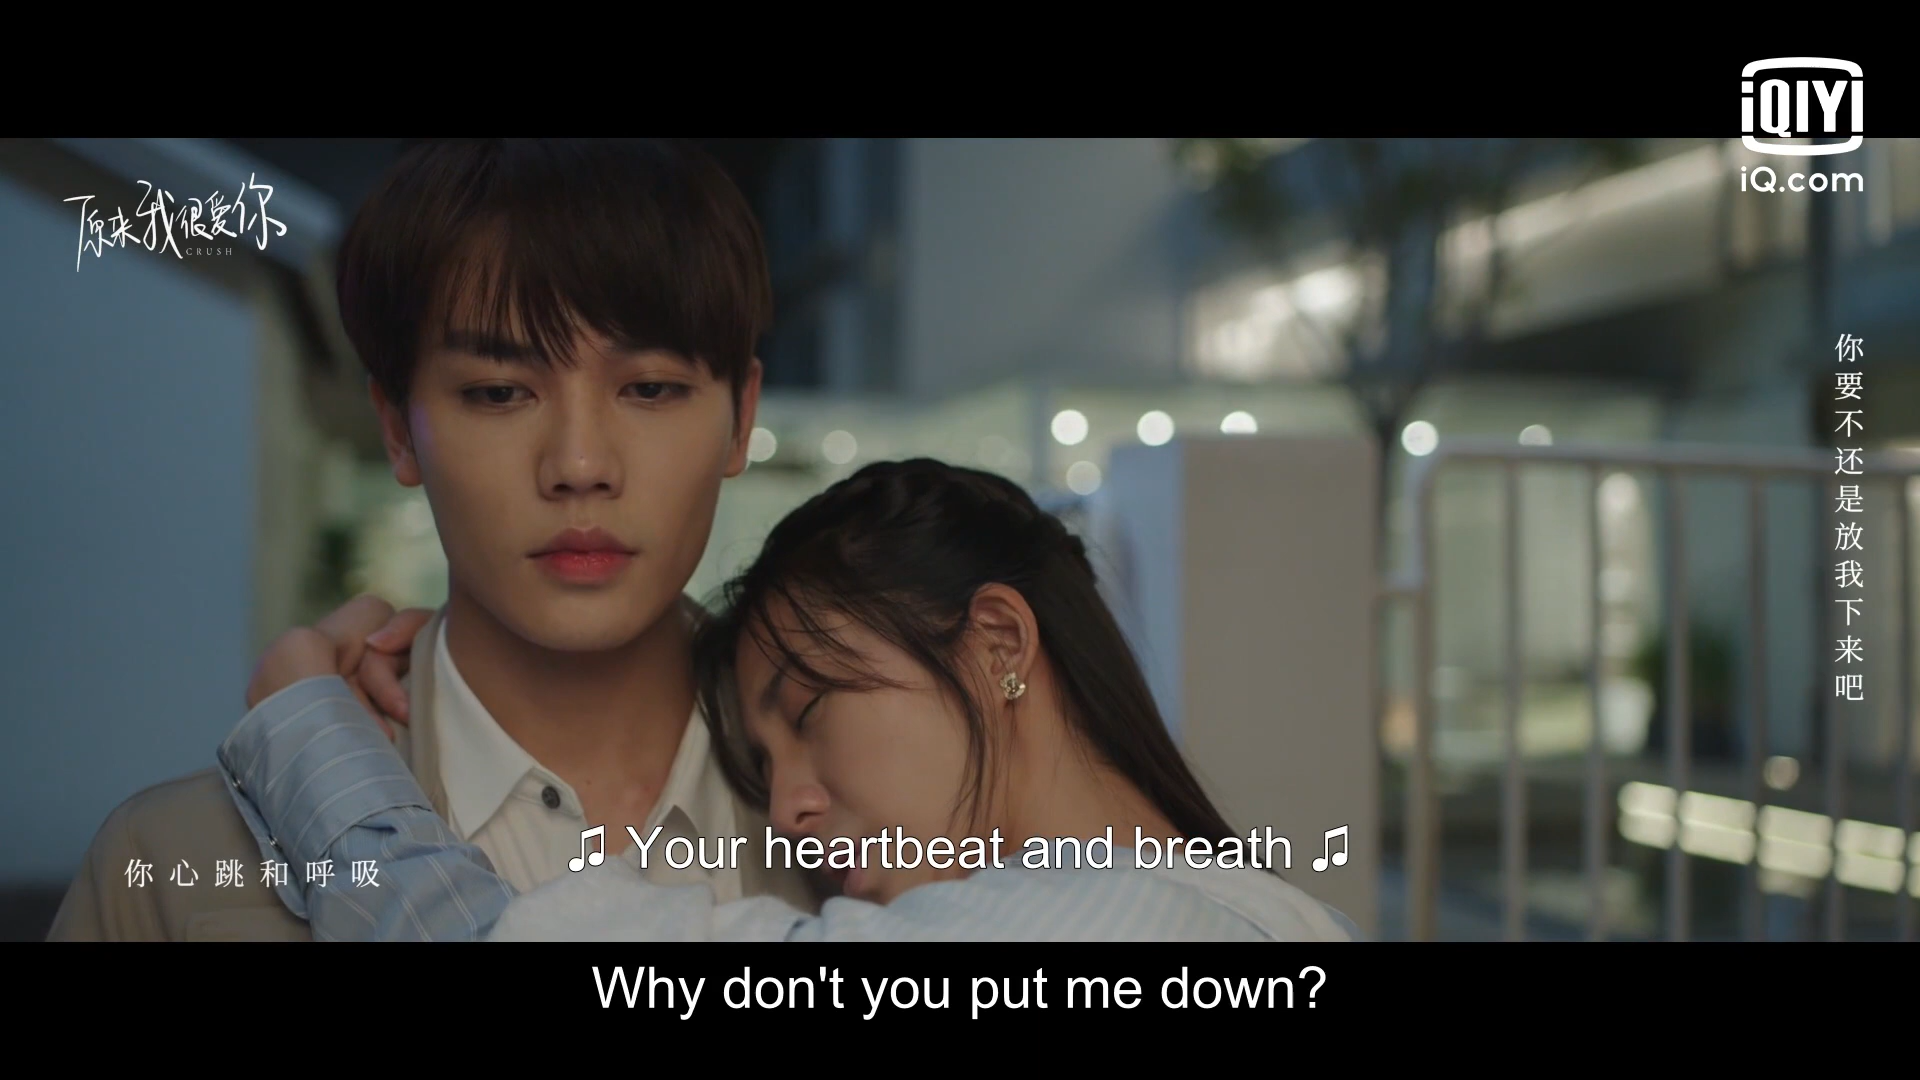 iQIYI
iQ.com
原来我很爱你
CRUSH
你要不还是放我下来吧
♫ Your heartbeat and breath ♫
你心跳和呼吸
Why don't you put me down?